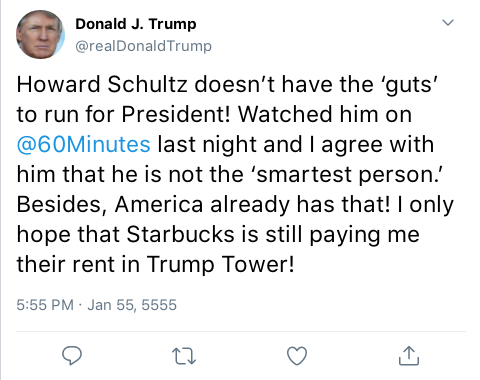 Donald J. Trump
@realDonaldTrump
Howard Schultz doesn’t have the ‘guts’
to run for President! Watched him on
@60Minutes last night and I agree with
him that he is not the ‘smartest person.’
Besides, America already has that! I only
hope that Starbucks is still paying me
their rent in Trump Tower!
5:55 PM · Jan 55, 5555